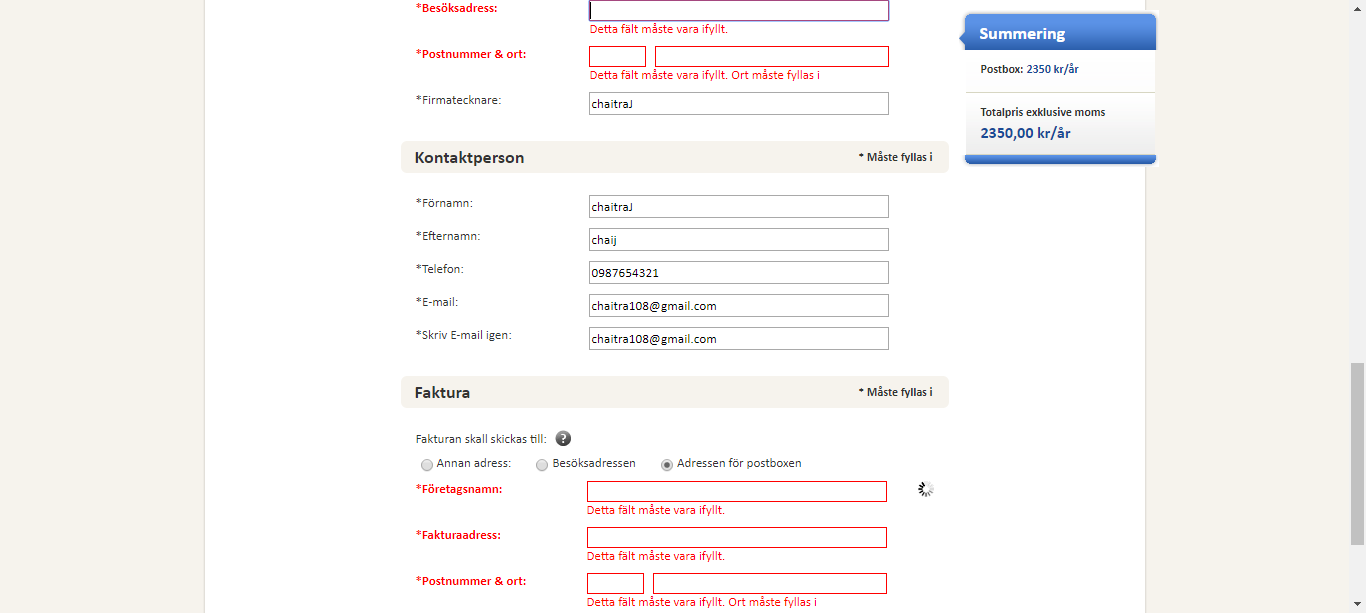 *Besöksadress:
Detta fält måste vara ifyllt.
*Postnummer & ort:
Detta fält måste vara ifyllt. Ort måste fyllas i
*Firmatecknare: chaitraJ
Summering
Postbox: 2350 kr/år
Totalpris exklusive moms
2350,00 kr/år
Kontaktperson * Måste fyllas i
*Förnamn: chaitraJ
*Efternamn: chaij
*Telefon: 0987654321
*E-mail: chaitra108@gmail.com
*Skriv E-mail igen: chaitra108@gmail.com
Faktura * Måste fyllas i
Fakturan skall skickas till: ?
Annan adress: Besöksadressen Adressen för postboxen
*Företagsnamn:
Detta fält måste vara ifyllt.
*Fakturaadress:
Detta fält måste vara ifyllt.
*Postnummer & ort:
Detta fält måste vara ifyllt. Ort måste fyllas i